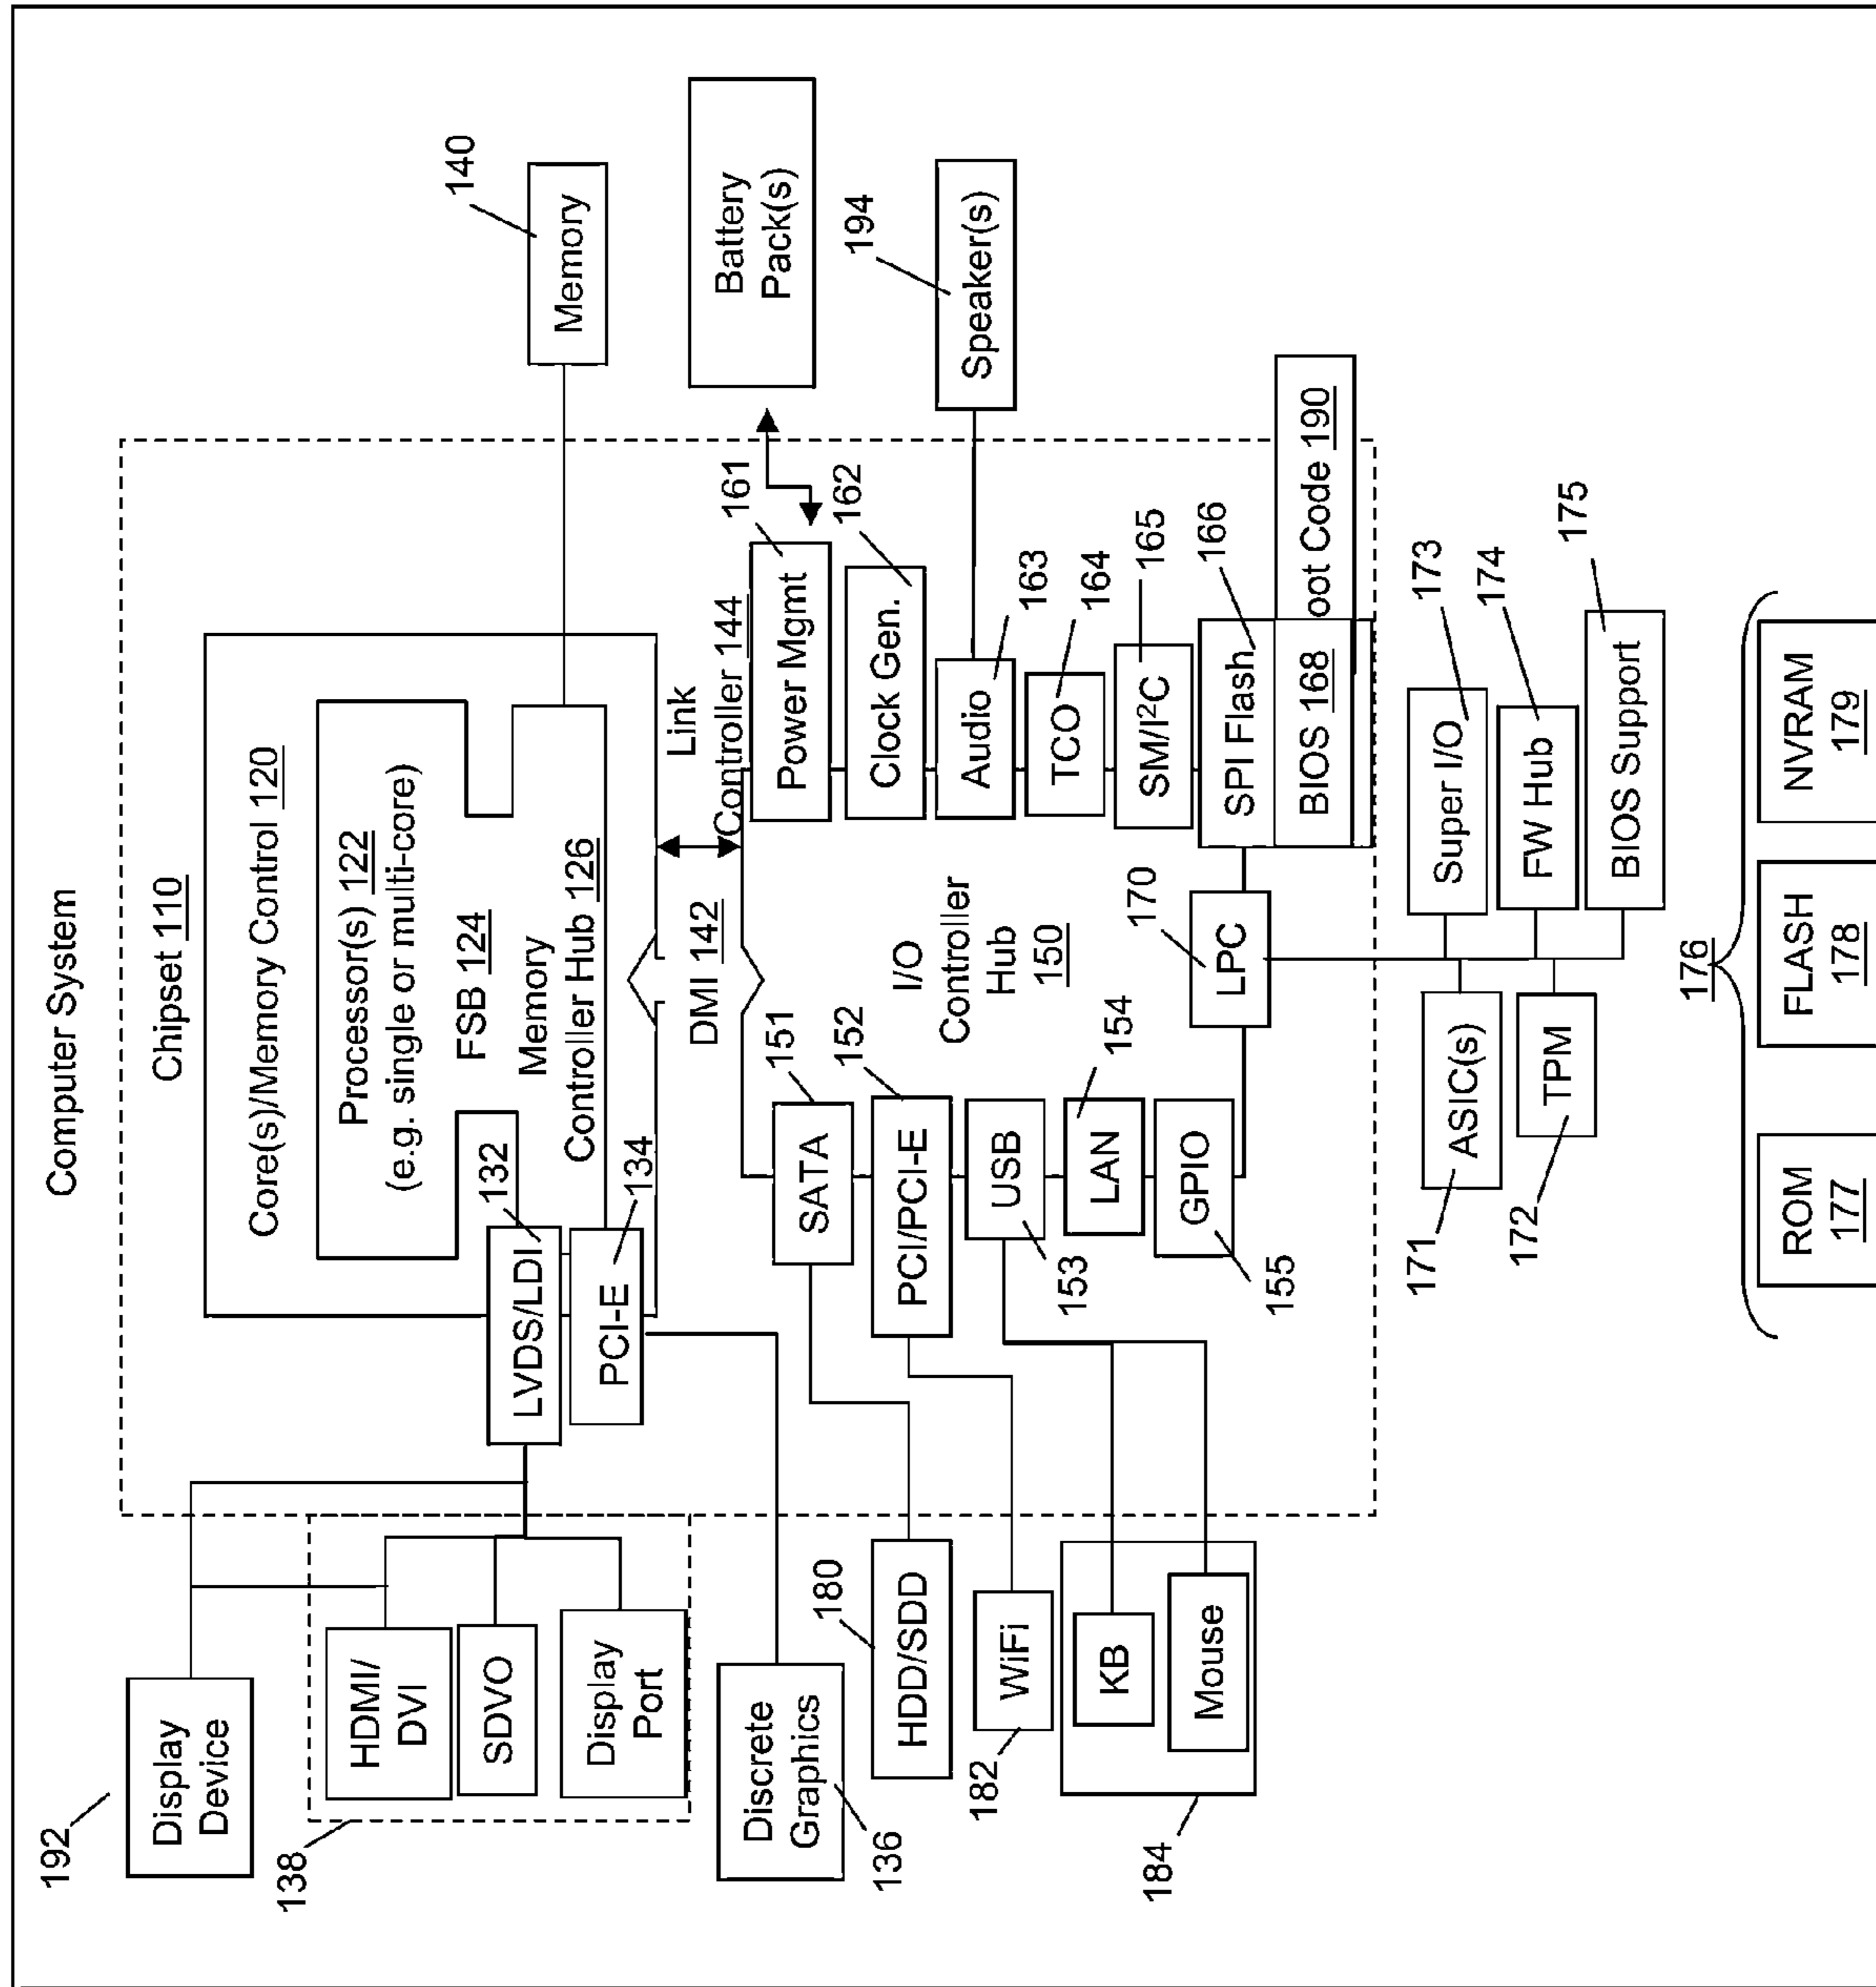 Computer System
Chipset 110
Core(s)/Memory Control 120
Processor(s) 122
(e.g. single or multi-core)
FSB 124
Memory
Controller Hub 126
132
LVDS/LDI
PCI-E
134
192
Display
Device
138
HDMI/
DVI
SDVO
Display
Port
Discrete
Graphics
136
140
Memory
Battery
Pack(s)
DMI 142
Link
Controller 144
I/O
Controller
Hub 150
151
SATA
152
PCI/PCI-E
USB
153
154
LAN
GPIO
155
180
HDD/SDD
WiFi
182
KB
Mouse
184
161
Power Mgmt
162
Clock Gen.
Audio
163
194
Speaker(s)
TCO
164
SM/I²C
165
SPI Flash
166
BIOS 168
oot Code 190
170
LPC
171
ASIC(s)
172
TPM
Super I/O
173
FW Hub
174
BIOS Support
175
176
ROM
177
FLASH
178
NVRAM
179